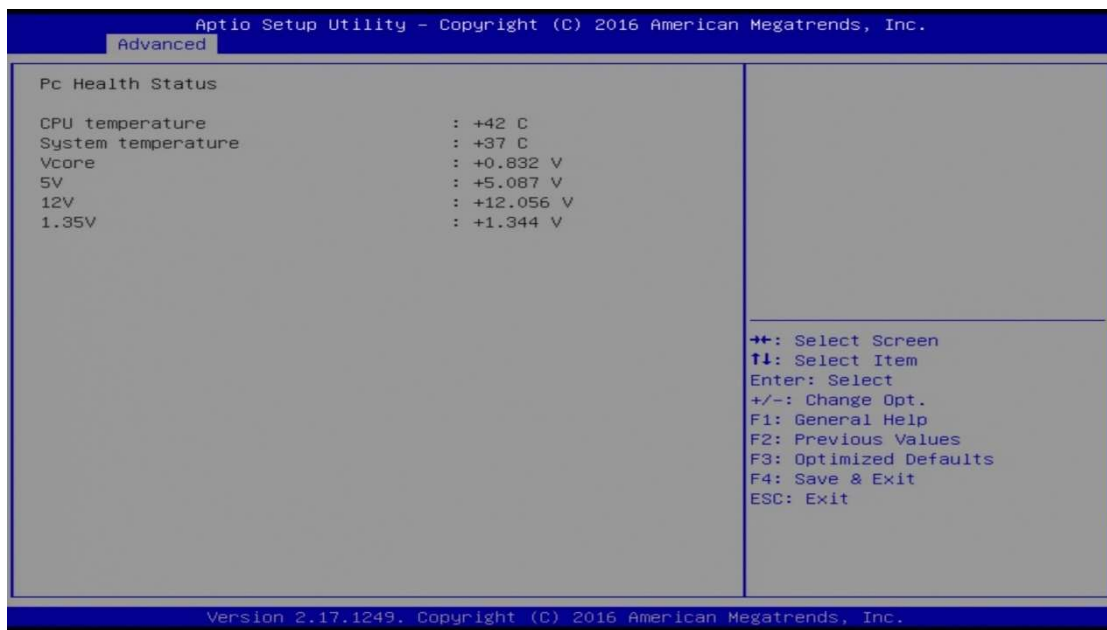 Aptio Setup Utility – Copyright (C) 2016 American Megatrends, Inc.
Advanced
Pc Health Status
CPU temperature : +42 C
System temperature : +37 C
Vcore : +0.832 V
5V : +5.087 V
12V : +12.056 V
1.35V : +1.344 V
→←: Select Screen
↑↓: Select Item
Enter: Select
+/-: Change Opt.
F1: General Help
F2: Previous Values
F3: Optimized Defaults
F4: Save & Exit
ESC: Exit
Version 2.17.1249. Copyright (C) 2016 American Megatrends, Inc.